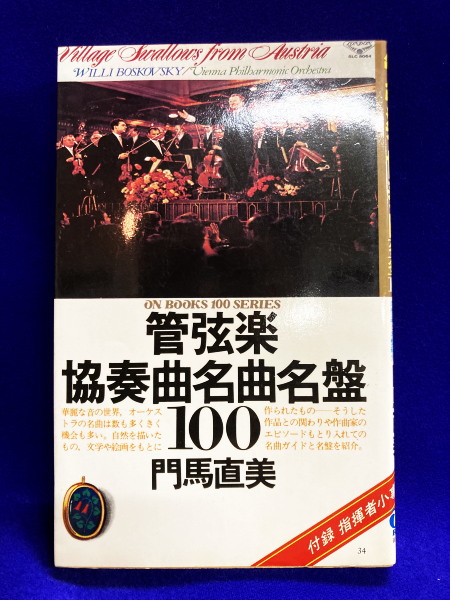 Village Swallows from Austria
WILLI BOSKOVSKY/Vienna Philharmonic Orchestra
ON BOOKS 100 SERIES
管弦楽
協奏曲名曲名盤
100
華麗な音の世界，オーケス
トラの名曲は数も多くきく
機会も多い。自然を描いた
もの，文学や絵画をもとに
作られたもの──そうした
作品との関わりや作曲家の
エピソードもとり入れての
名曲ガイドと名盤を紹介。
門馬直美
付録 指揮者小
34